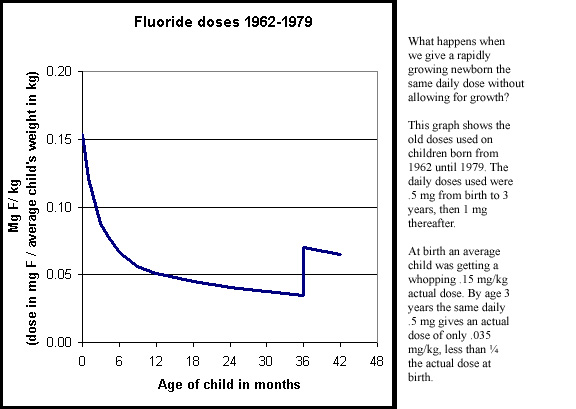 Fluoride doses 1962-1979
Mg F/ kg
(dose in mg F / average child's weight in kg)
0.20
0.15
0.10
0.05
0.00
0 6 12 18 24 30 36 42 48
Age of child in months
What happens when
we give a rapidly
growing newborn the
same daily dose without
allowing for growth?
This graph shows the
old doses used on
children born from
1962 until 1979. The
daily doses used were
.5 mg from birth to 3
years, then 1 mg
thereafter.
At birth an average
child was getting a
whopping .15 mg/kg
actual dose. By age 3
years the same daily
.5 mg gives an actual
dose of only .035
mg/kg, less than ¼
the actual dose at
birth.